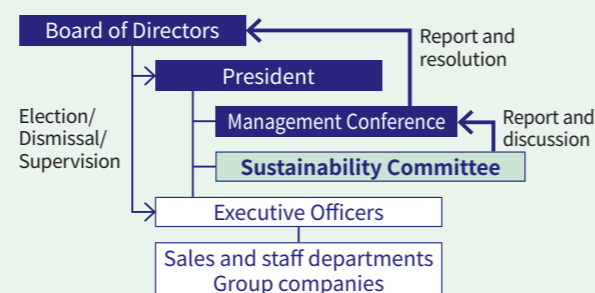 Board of Directors
Report and
resolution
President
Election/
Dismissal/
Supervision
Management Conference
Report and
discussion
Sustainability Committee
Executive Officers
Sales and staff departments
Group companies